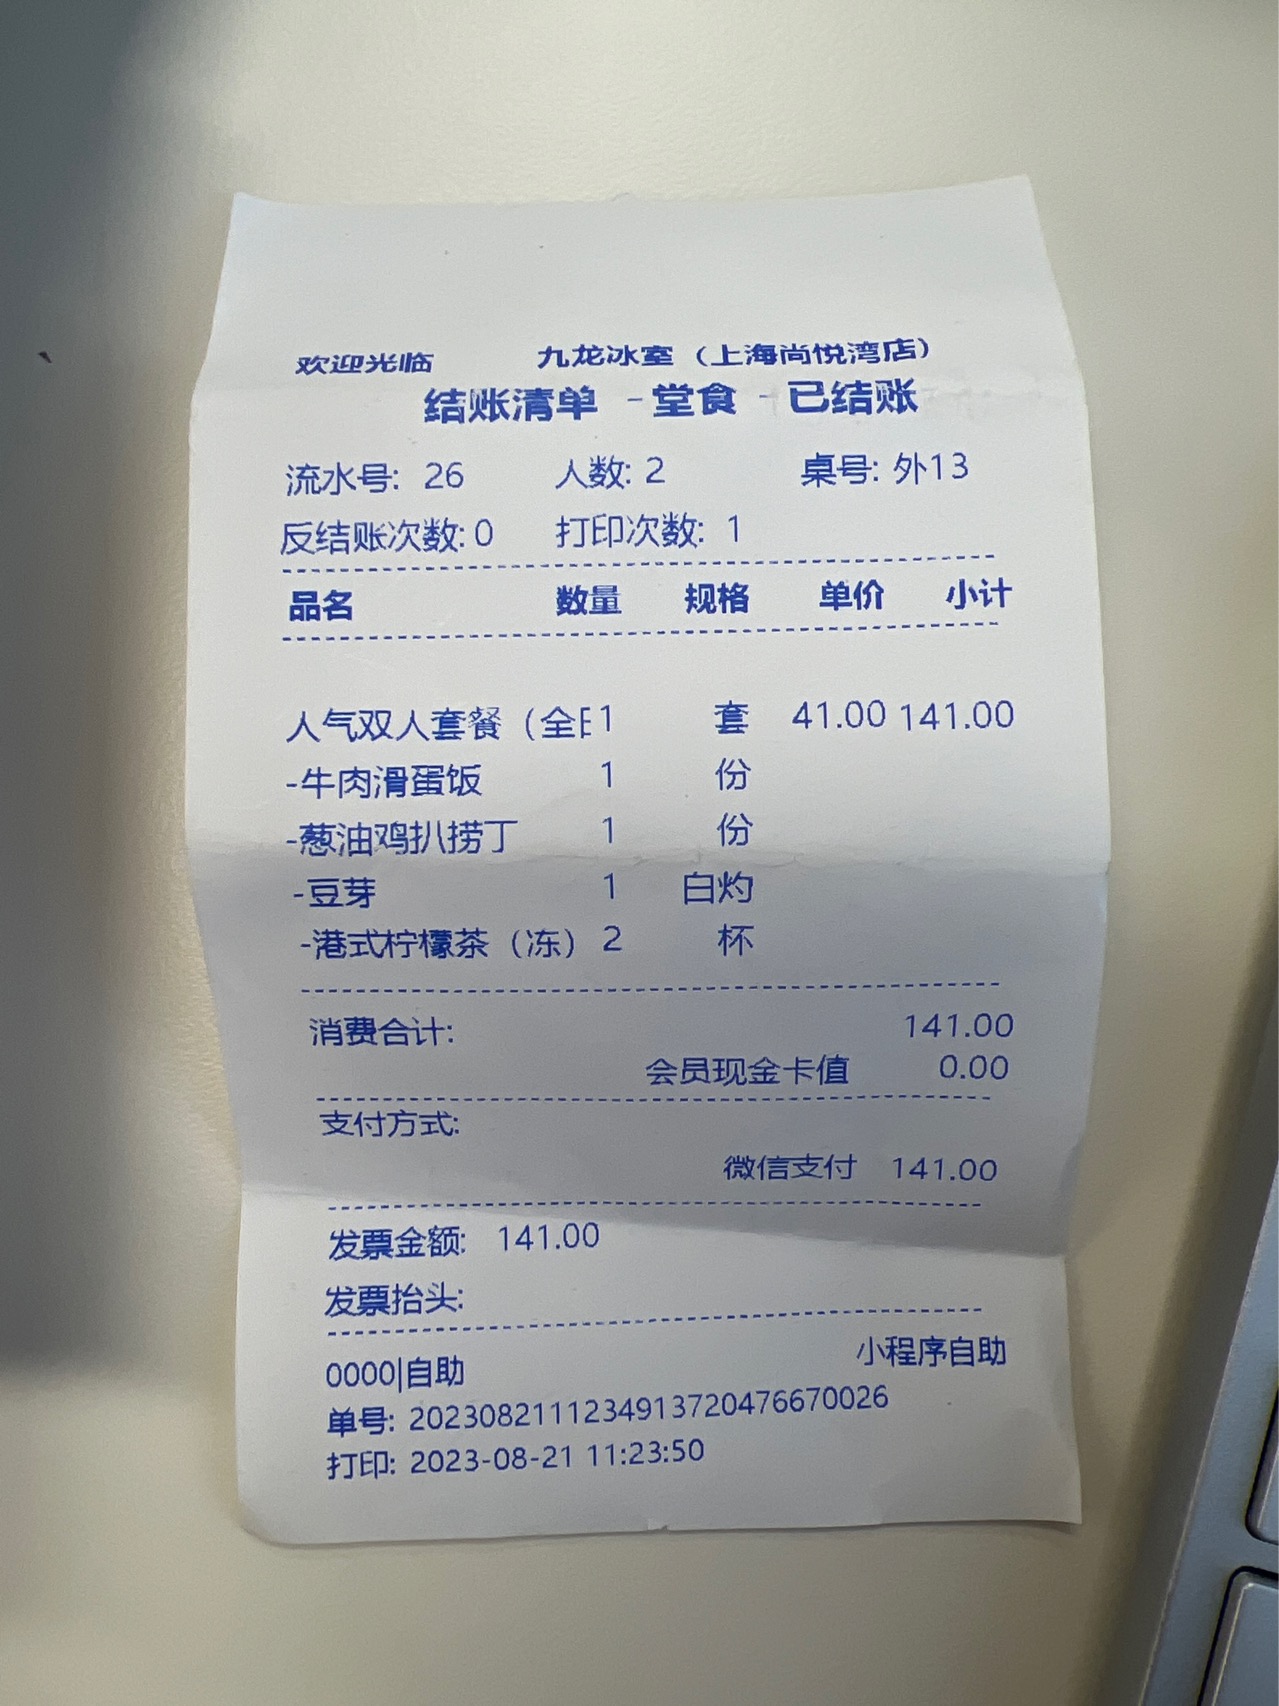 欢迎光临 九龙冰室（上海尚悦湾店）
结账清单 -堂食 - 已结账
流水号: 26 人数: 2 桌号: 外13
反结账次数: 0 打印次数: 1
品名 数量 规格 单价 小计
人气双人套餐（全日 1 套 41.00 141.00
-牛肉滑蛋饭 1 份
-葱油鸡扒捞丁 1 份
-豆芽 1 白灼
-港式柠檬茶（冻） 2 杯
消费合计: 141.00
会员现金卡值 0.00
支付方式:
微信支付 141.00
发票金额: 141.00
发票抬头:
0000|自助 小程序自助
单号: 2023082111123491372047667​0026
打印: 2023-08-21 11:23:50